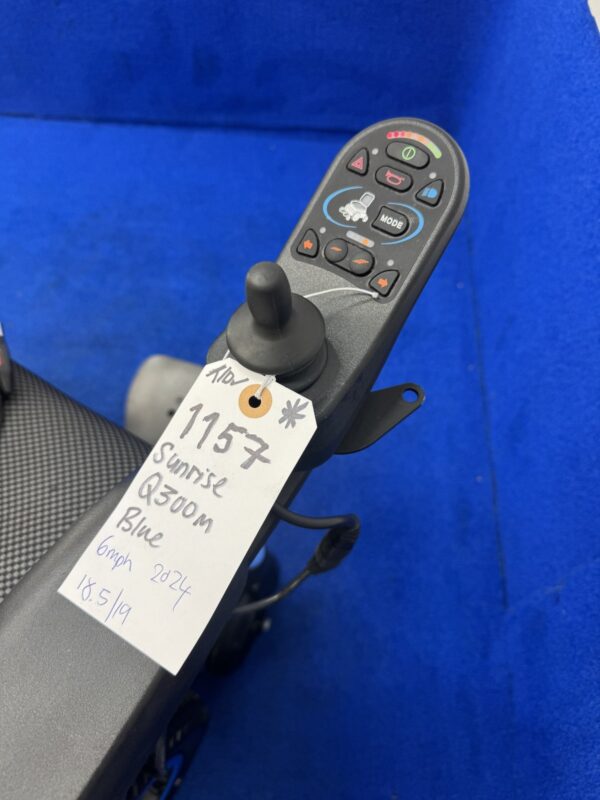 MODE
1157
Sunrise
Q300m
Blue
6mph 2024
18.5/19